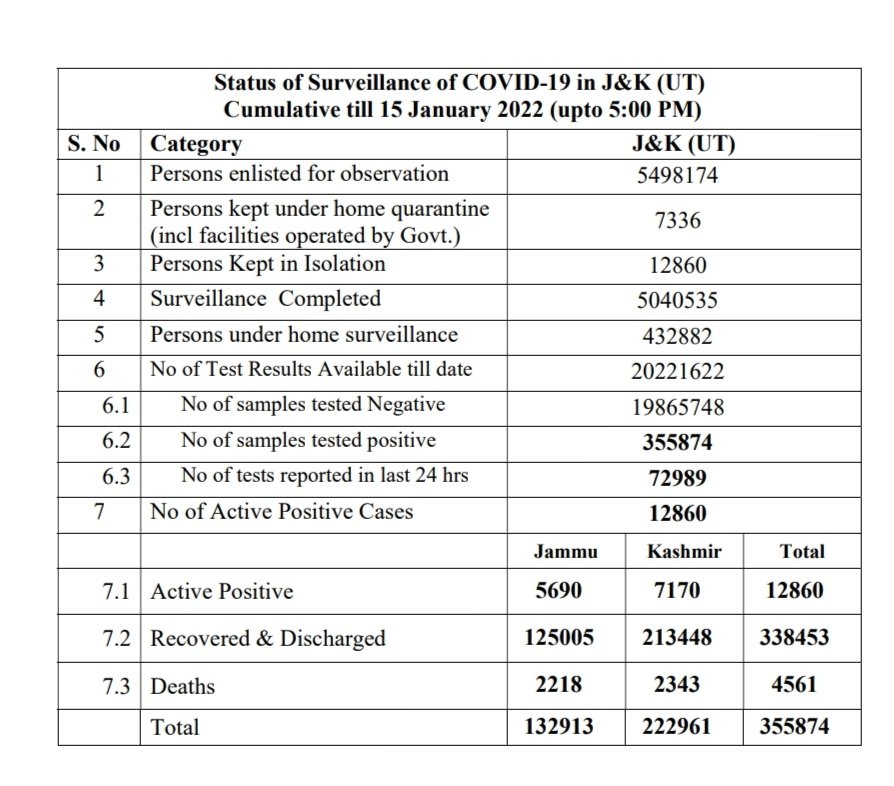 Status of Surveillance of COVID-19 in J&K (UT)
Cumulative till 15 January 2022 (upto 5:00 PM)
S. No Category J&K (UT)
1 Persons enlisted for observation 5498174
2 Persons kept under home quarantine
(incl facilities operated by Govt.) 7336
3 Persons Kept in Isolation 12860
4 Surveillance Completed 5040535
5 Persons under home surveillance 432882
6 No of Test Results Available till date 20221622
6.1 No of samples tested Negative 19865748
6.2 No of samples tested positive 355874
6.3 No of tests reported in last 24 hrs 72989
7 No of Active Positive Cases 12860
Jammu Kashmir Total
7.1 Active Positive 5690 7170 12860
7.2 Recovered & Discharged 125005 213448 338453
7.3 Deaths 2218 2343 4561
Total 132913 222961 355874